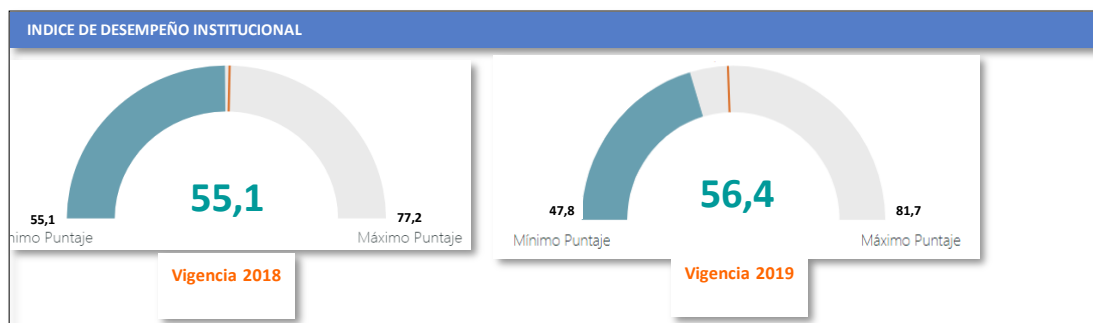 INDICE DE DESEMPEÑO INSTITUCIONAL
55,1
55,1
77,2
nimo Puntaje
Máximo Puntaje
Vigencia 2018
56,4
47,8
81,7
Mínimo Puntaje
Máximo Puntaje
Vigencia 2019